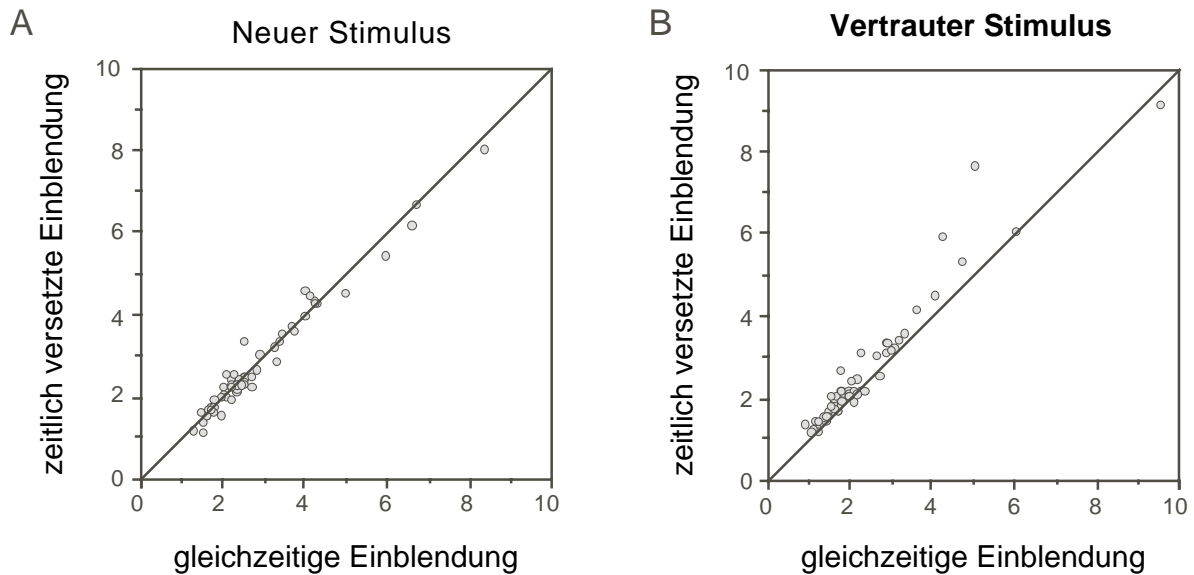 A
Neuer Stimulus
zeitlich versetzte Einblendung
10
8
6
4
2
0
0 2 4 6 8 10
gleichzeitige Einblendung
B
Vertrauter Stimulus
zeitlich versetzte Einblendung
10
8
6
4
2
0
0 2 4 6 8 10
gleichzeitige Einblendung